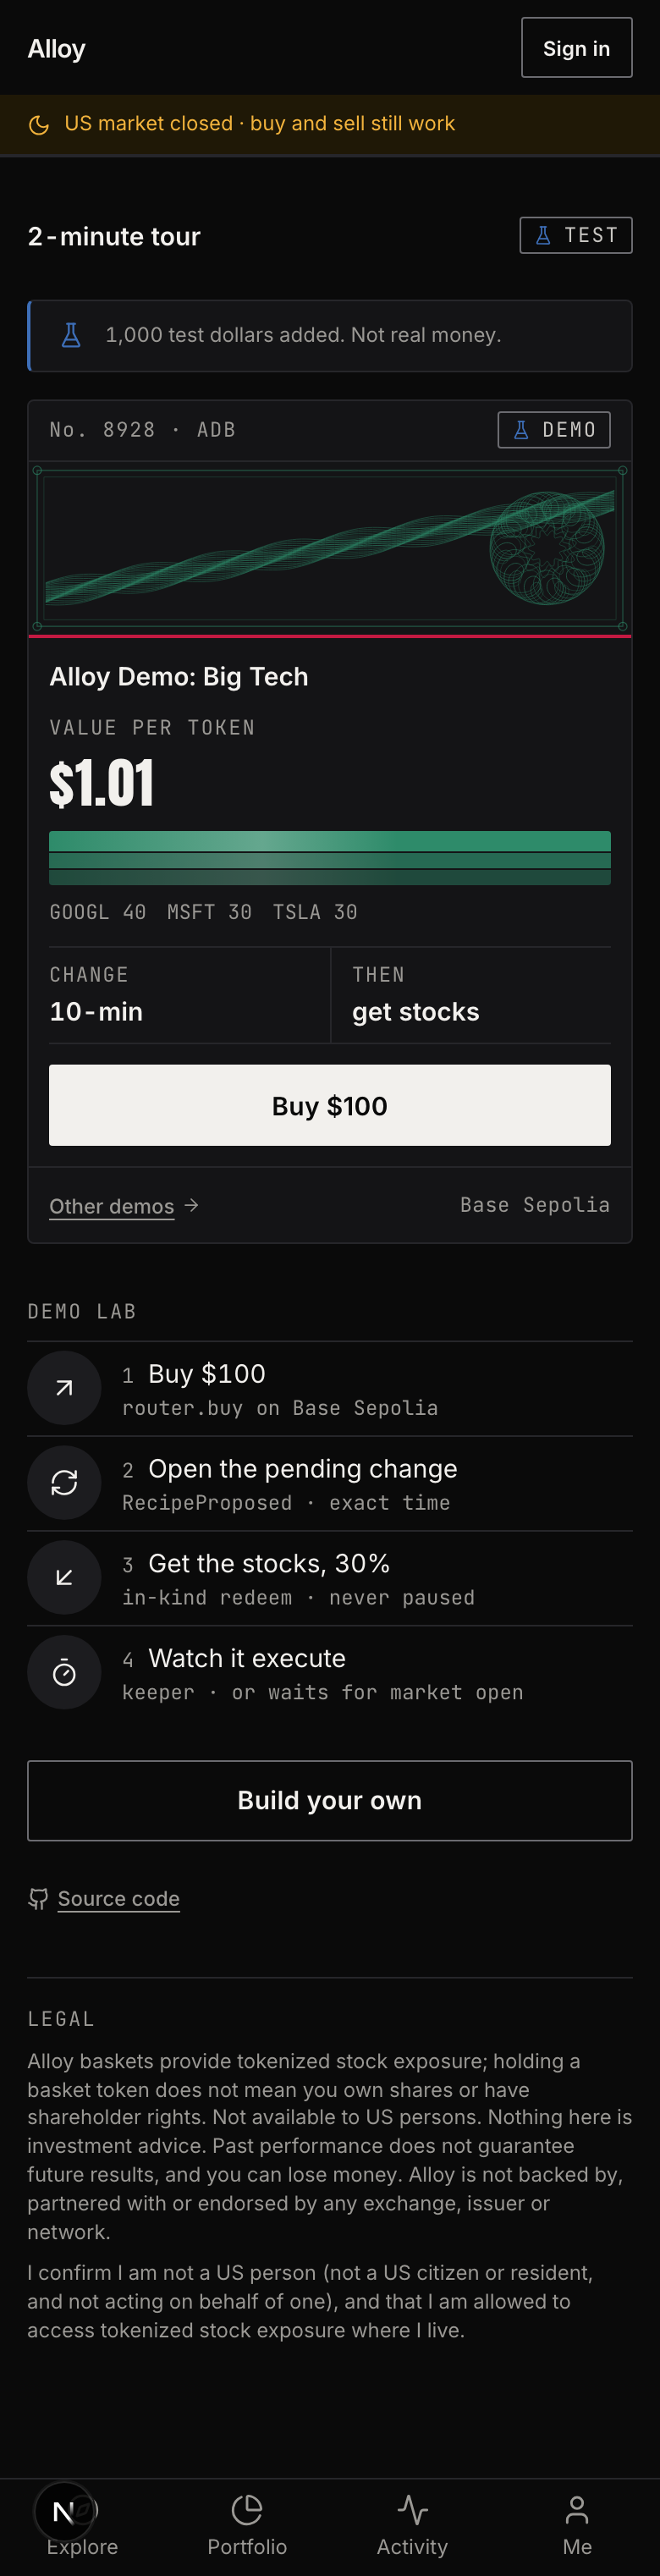 Alloy
Sign in
US market closed · buy and sell still work
2-minute tour
TEST
1,000 test dollars added. Not real money.
No. 8928 · ADB
DEMO
Alloy Demo: Big Tech
VALUE PER TOKEN
$1.01
GOOGL 40 MSFT 30 TSLA 30
CHANGE
10-min
THEN
get stocks
Buy $100
Other demos →
Base Sepolia
DEMO LAB
1 Buy $100
router.buy on Base Sepolia
2 Open the pending change
RecipeProposed · exact time
3 Get the stocks, 30%
in-kind redeem · never paused
4 Watch it execute
keeper · or waits for market open
Build your own
Source code
LEGAL
Alloy baskets provide tokenized stock exposure; holding a
basket token does not mean you own shares or have
shareholder rights. Not available to US persons. Nothing here is
investment advice. Past performance does not guarantee
future results, and you can lose money. Alloy is not backed by,
partnered with or endorsed by any exchange, issuer or
network.
I confirm I am not a US person (not a US citizen or resident,
and not acting on behalf of one), and that I am allowed to
access tokenized stock exposure where I live.
N
Explore
Portfolio
Activity
Me